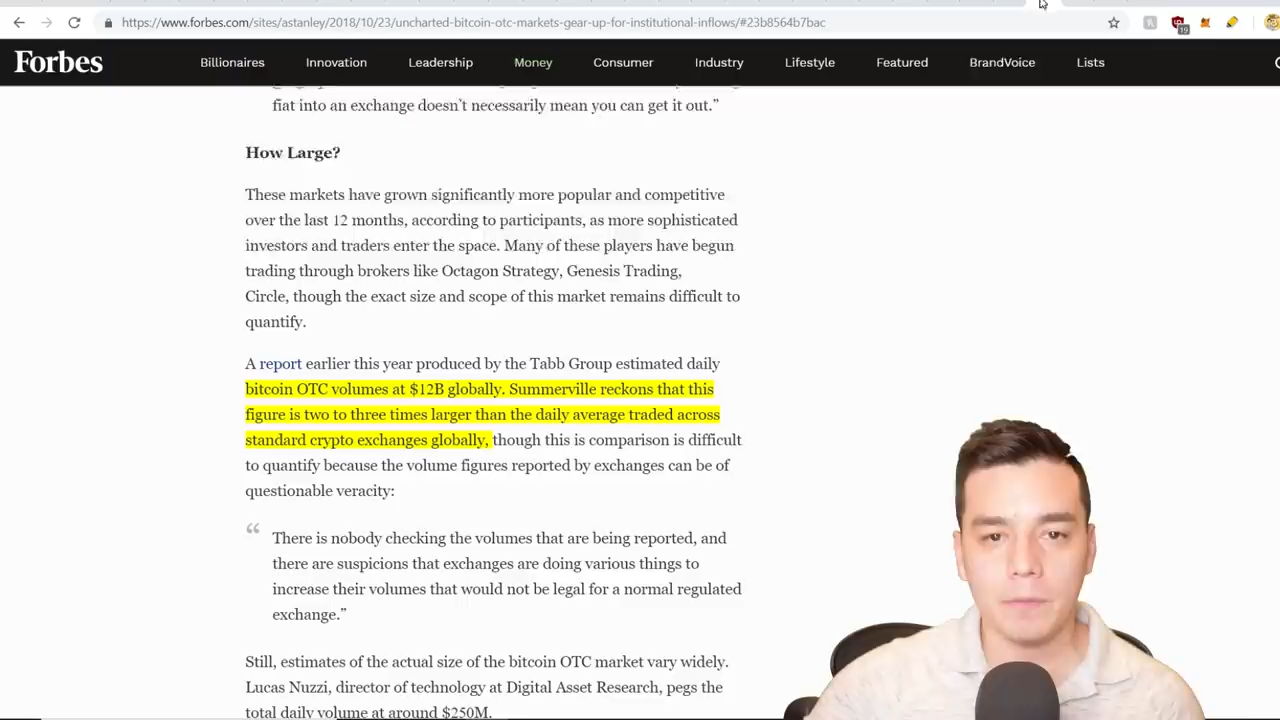 https://www.forbes.com/sites/astanley/2018/10/23/uncharted-bitcoin-otc-markets-gear-up-for-institutional-inflows/#23b8564b7bac
19
Forbes
Billionaires
Innovation
Leadership
Money
Consumer
Industry
Lifestyle
Featured
BrandVoice
Lists
fiat into an exchange doesn’t necessarily mean you can get it out.”
How Large?
These markets have grown significantly more popular and competitive
over the last 12 months, according to participants, as more sophisticated
investors and traders enter the space. Many of these players have begun
trading through brokers like Octagon Strategy, Genesis Trading,
Circle, though the exact size and scope of this market remains difficult to
quantify.
A report earlier this year produced by the Tabb Group estimated daily
bitcoin OTC volumes at $12B globally. Summerville reckons that this
figure is two to three times larger than the daily average traded across
standard crypto exchanges globally, though this is comparison is difficult
to quantify because the volume figures reported by exchanges can be of
questionable veracity:
“
There is nobody checking the volumes that are being reported, and
there are suspicions that exchanges are doing various things to
increase their volumes that would not be legal for a normal regulated
exchange.”
Still, estimates of the actual size of the bitcoin OTC market vary widely.
Lucas Nuzzi, director of technology at Digital Asset Research, pegs the
total daily volume at around $250M.